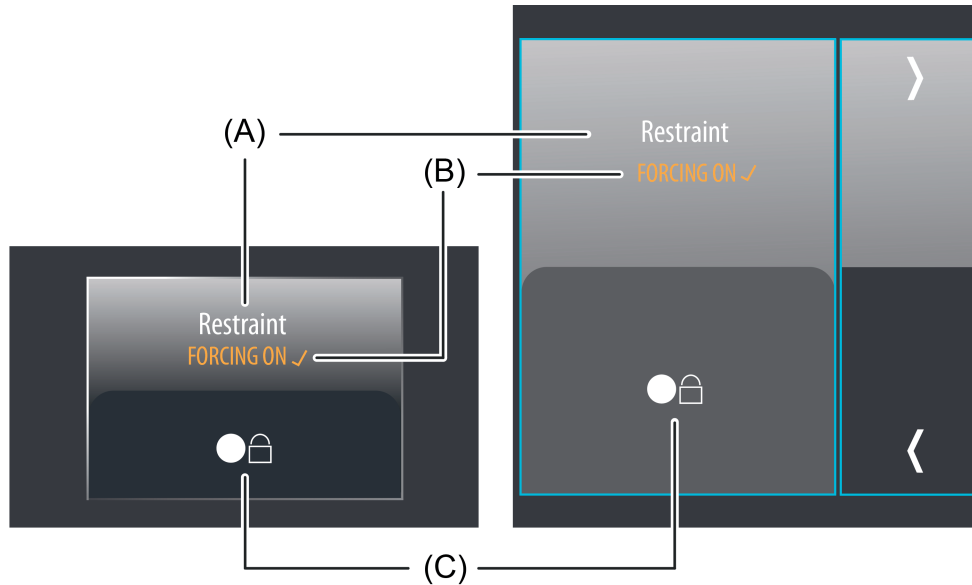 (A)
Restraint
FORCING ON ✓
(B)
Restraint
FORCING ON ✓
(C)